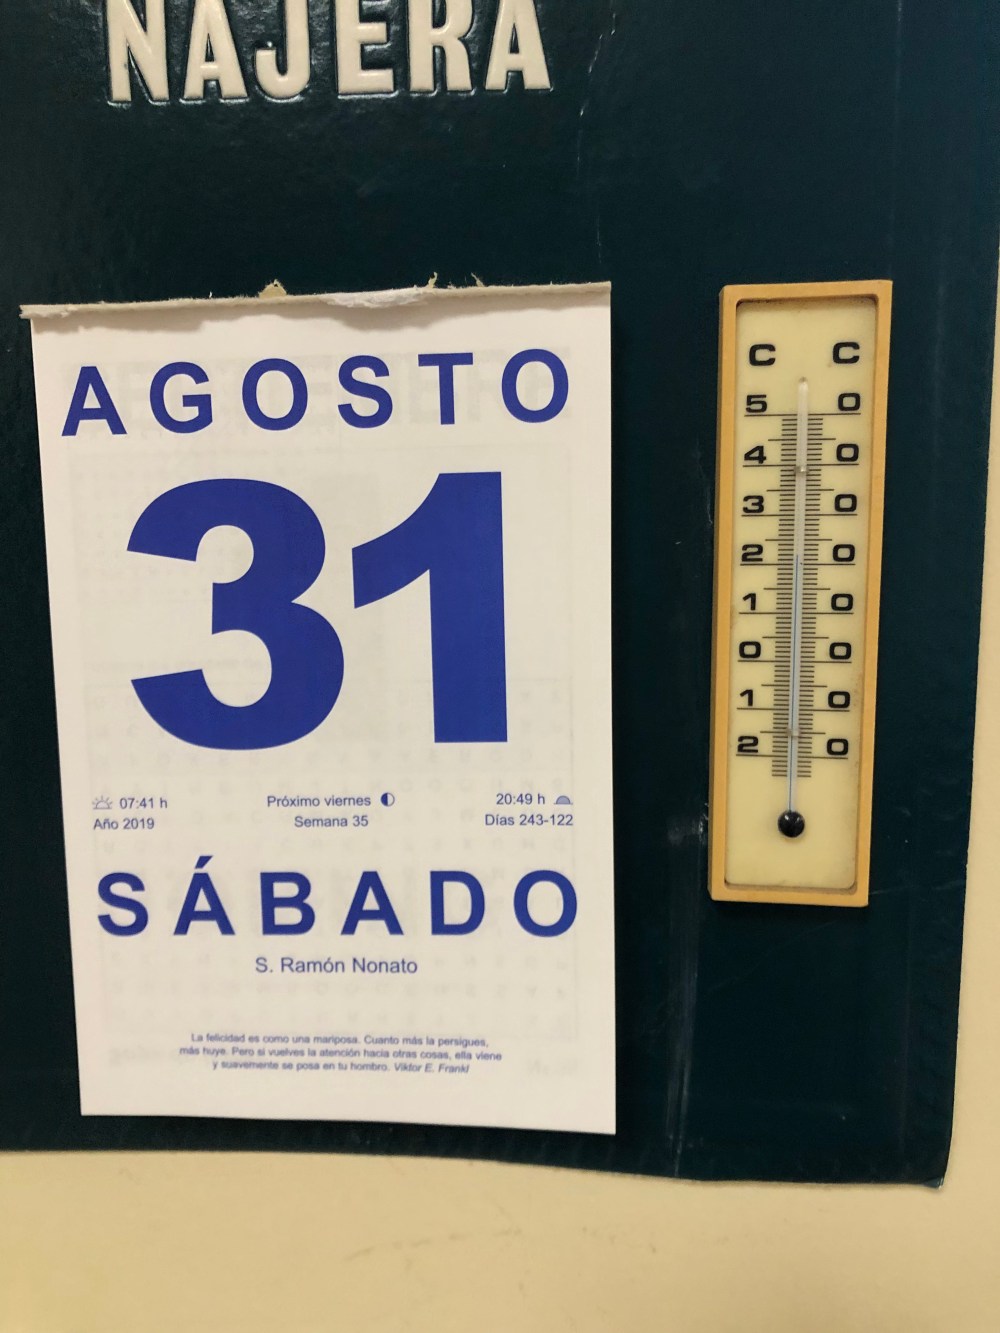 NAJERA
AGOSTO
31
07:41 h
Año 2019
Próximo viernes
Semana 35
20:49 h
Días 243-122
SÁBADO
S. Ramón Nonato
La felicidad es como una mariposa. Cuanto más la persigues,
más huye. Pero si vuelves la atención hacia otras cosas, ella viene
y suavemente se posa en tu hombro. Viktor E. Frankl
C C
5 0
4 0
3 0
2 0
1 0
0 0
1 0
2 0